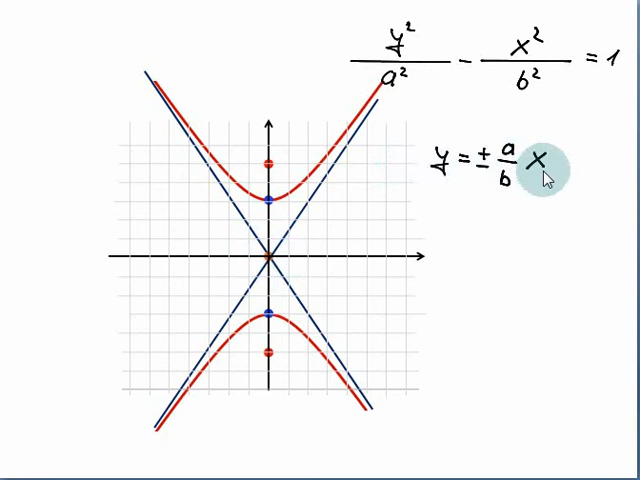 y²/a² - x²/b² = 1
y = ± a/b x